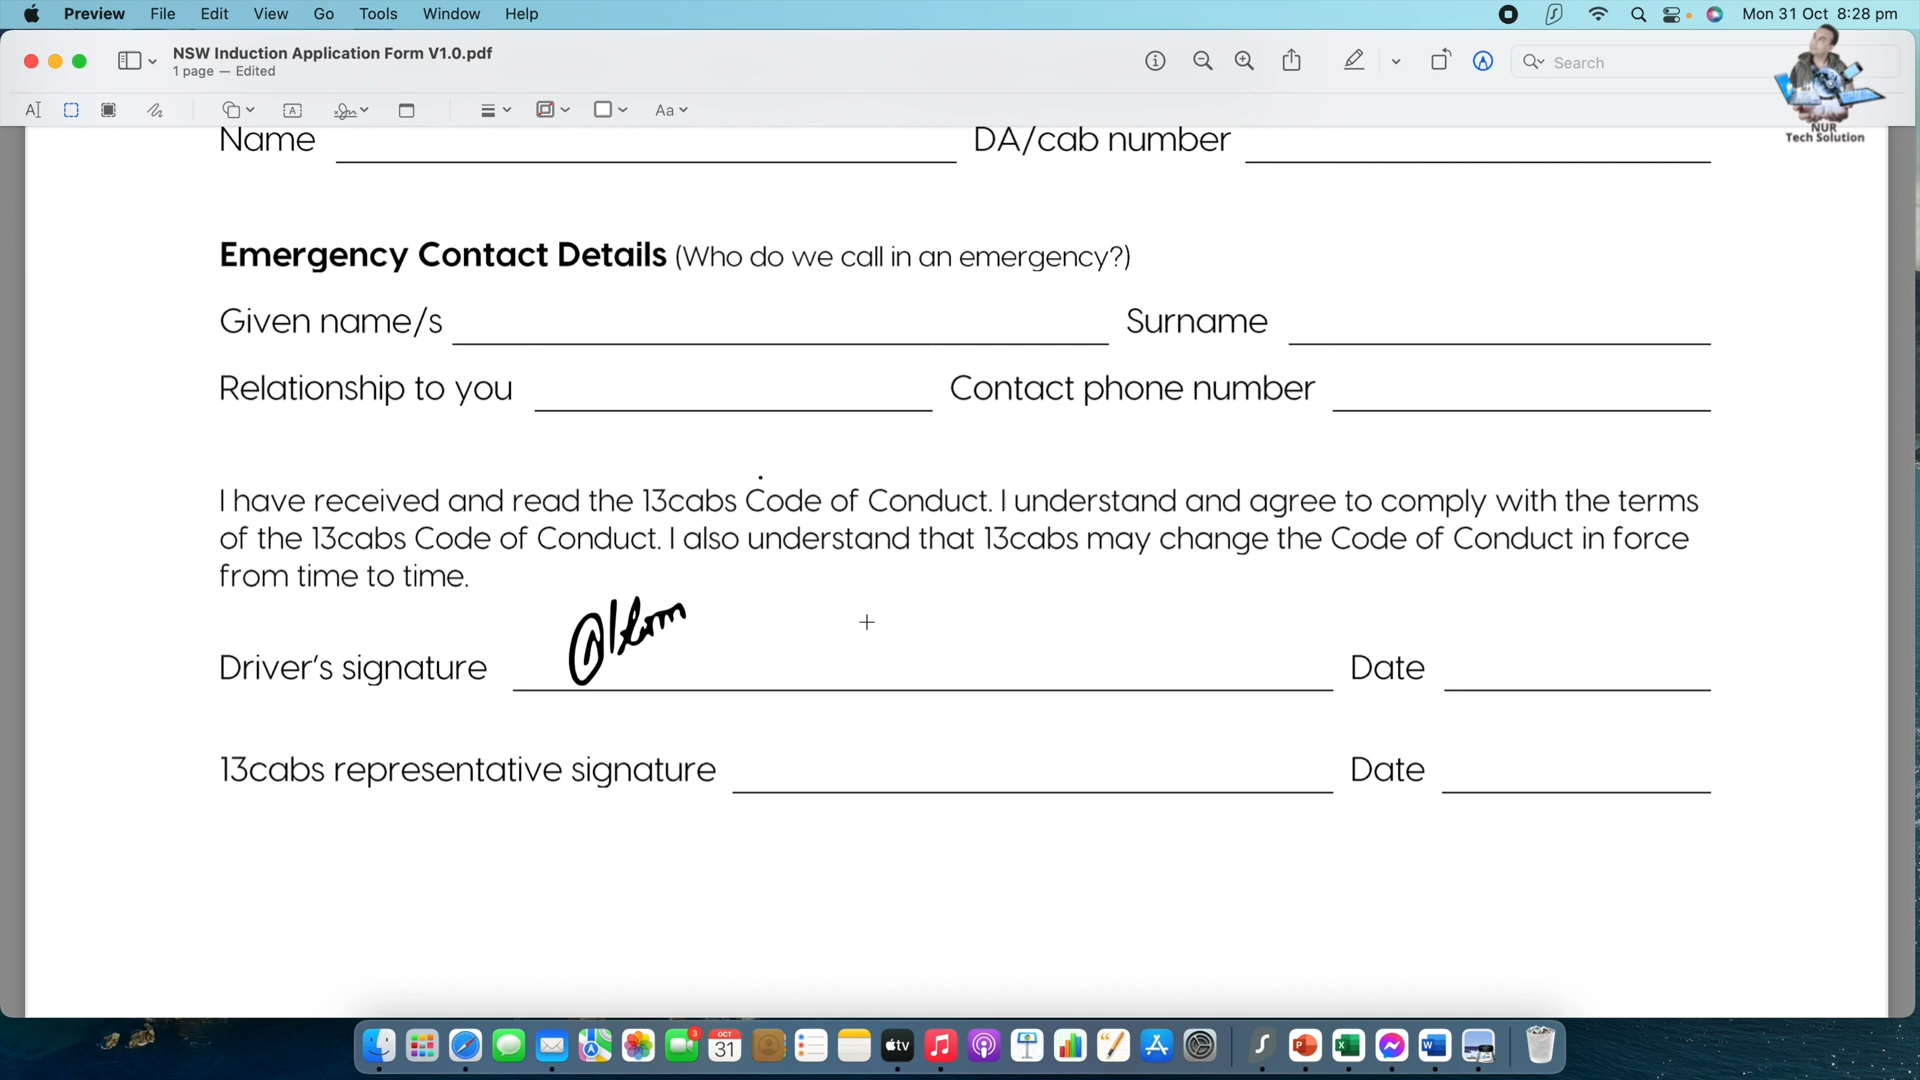 Preview File Edit View Go Tools Window Help
Mon 31 Oct 8:28 pm
NSW Induction Application Form V1.0.pdf
1 page — Edited
Search
Aa
NUR
Tech Solution
Name DA/cab number
Emergency Contact Details (Who do we call in an emergency?)
Given name/s Surname
Relationship to you Contact phone number
I have received and read the 13cabs Code of Conduct. I understand and agree to comply with the terms
of the 13cabs Code of Conduct. I also understand that 13cabs may change the Code of Conduct in force
from time to time.
Driver's signature Date
13cabs representative signature Date
3
OCT
31
tv